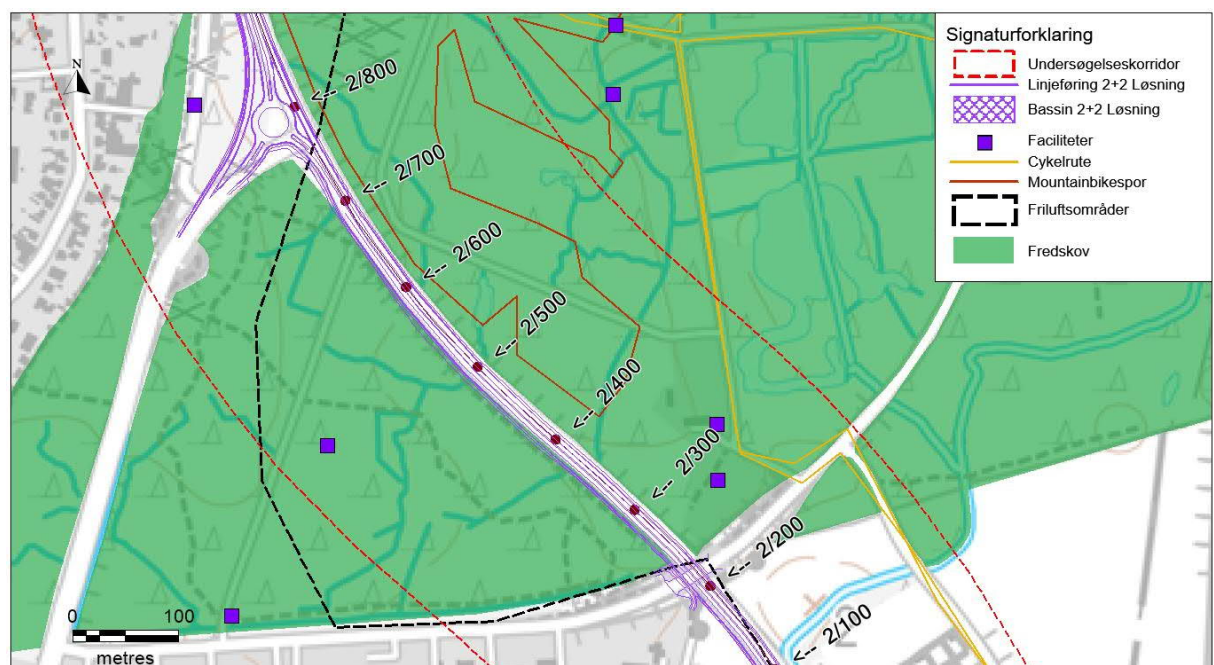 Signaturforklaring
Undersøgelseskorridor
Linjeføring 2+2 Løsning
Bassin 2+2 Løsning
Faciliteter
Cykelrute
Mountainbikespor
Friluftsområder
Fredskov
N
<-- 2/800
<-- 2/700
<-- 2/600
<-- 2/500
<-- 2/400
<-- 2/300
<-- 2/200
<-- 2/100
2
0 100
metres